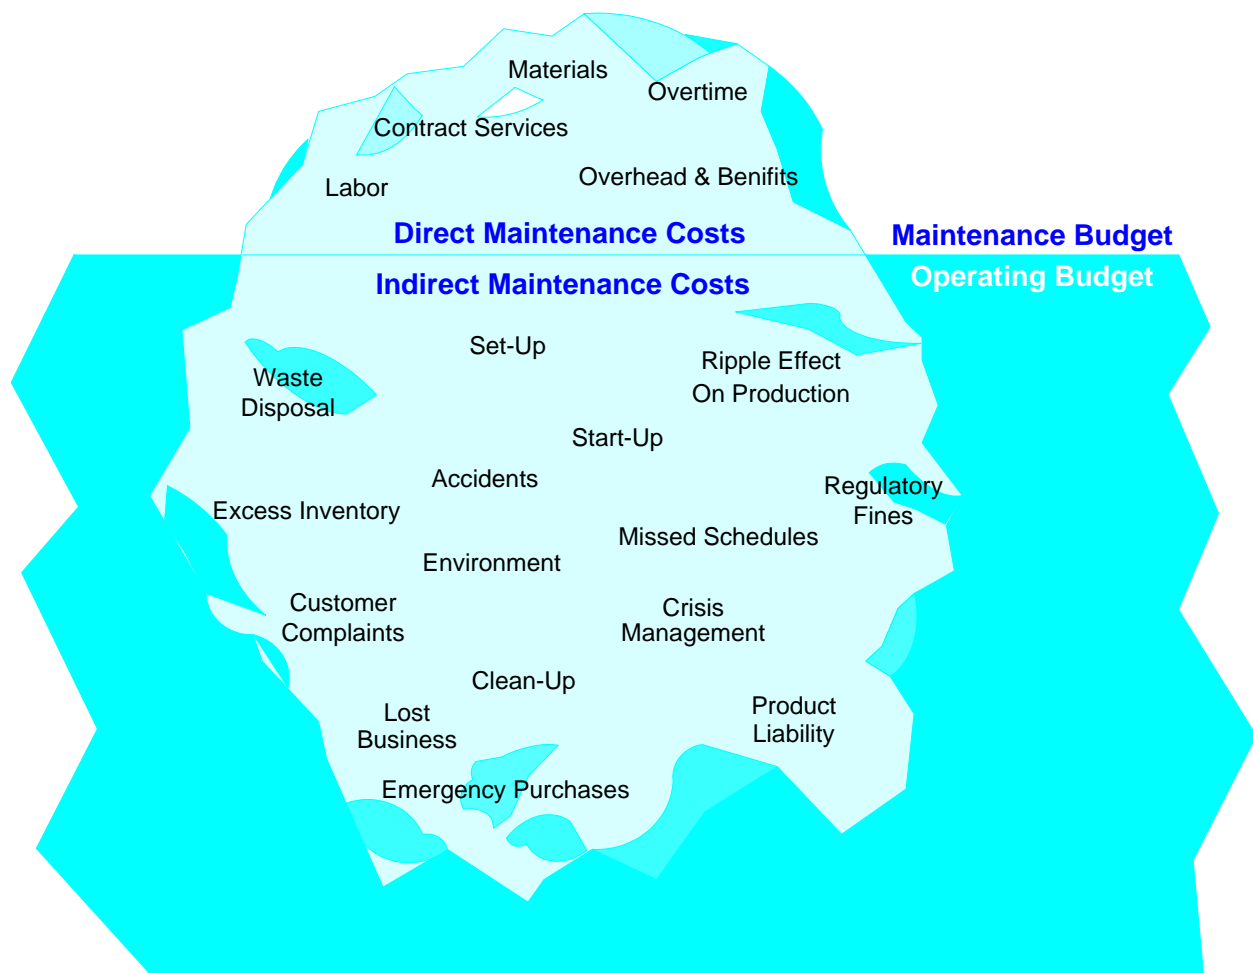 Materials
Overtime
Contract Services
Overhead & Benifits
Labor
Direct Maintenance Costs
Maintenance Budget
Operating Budget
Indirect Maintenance Costs
Set-Up
Ripple Effect
On Production
Waste
Disposal
Start-Up
Accidents
Regulatory
Fines
Excess Inventory
Missed Schedules
Environment
Customer
Complaints
Crisis
Management
Clean-Up
Product
Liability
Lost
Business
Emergency Purchases